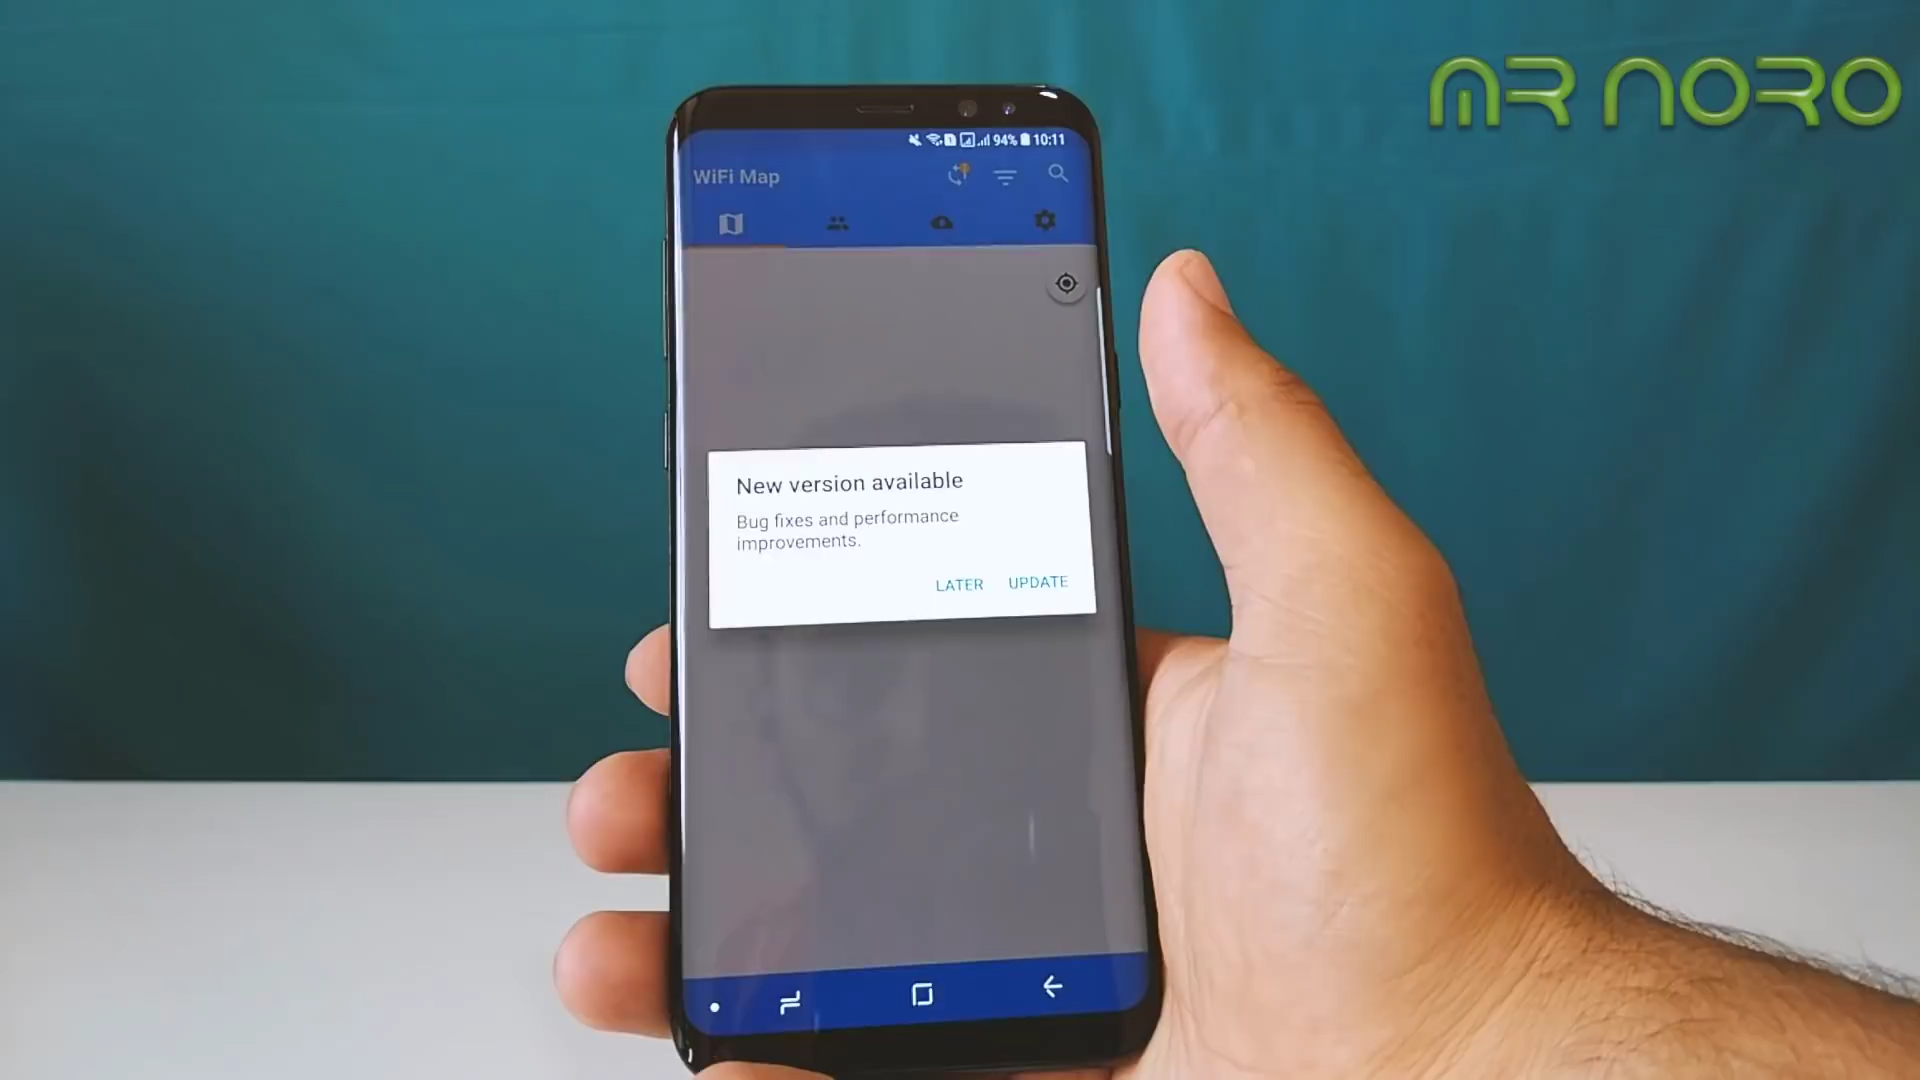 MR NORO
94% 10:11
WiFi Map
New version available
Bug fixes and performance
improvements.
LATER UPDATE